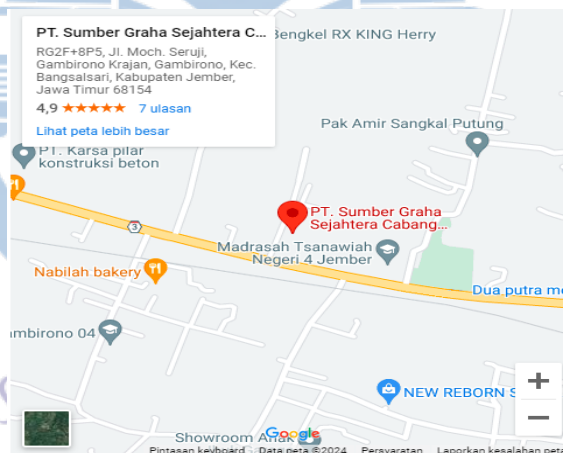 PT. Sumber Graha Sejahtera C...
RG2F+8P5, Jl. Moch. Seruji,
Gambirono Krajan, Gambirono, Kec.
Bangsalsari, Kabupaten Jember,
Jawa Timur 68154
4,9 ★★★★★ 7 ulasan
Lihat peta lebih besar
Bengkel RX KING Herry
Pak Amir Sangkal Putung
PT. Karsa pilar
konstruksi beton
PT. Sumber Graha
Sejahtera Cabang...
3
Madrasah Tsanawiah
Negeri 4 Jember
Nabilah bakery
Dua putra m
mbirono 04
NEW REBORN S
+
−
Showroom Anak
Google
Pintasan keyboard Data peta ©2024 Persyaratan Laporkan kesalahan peta